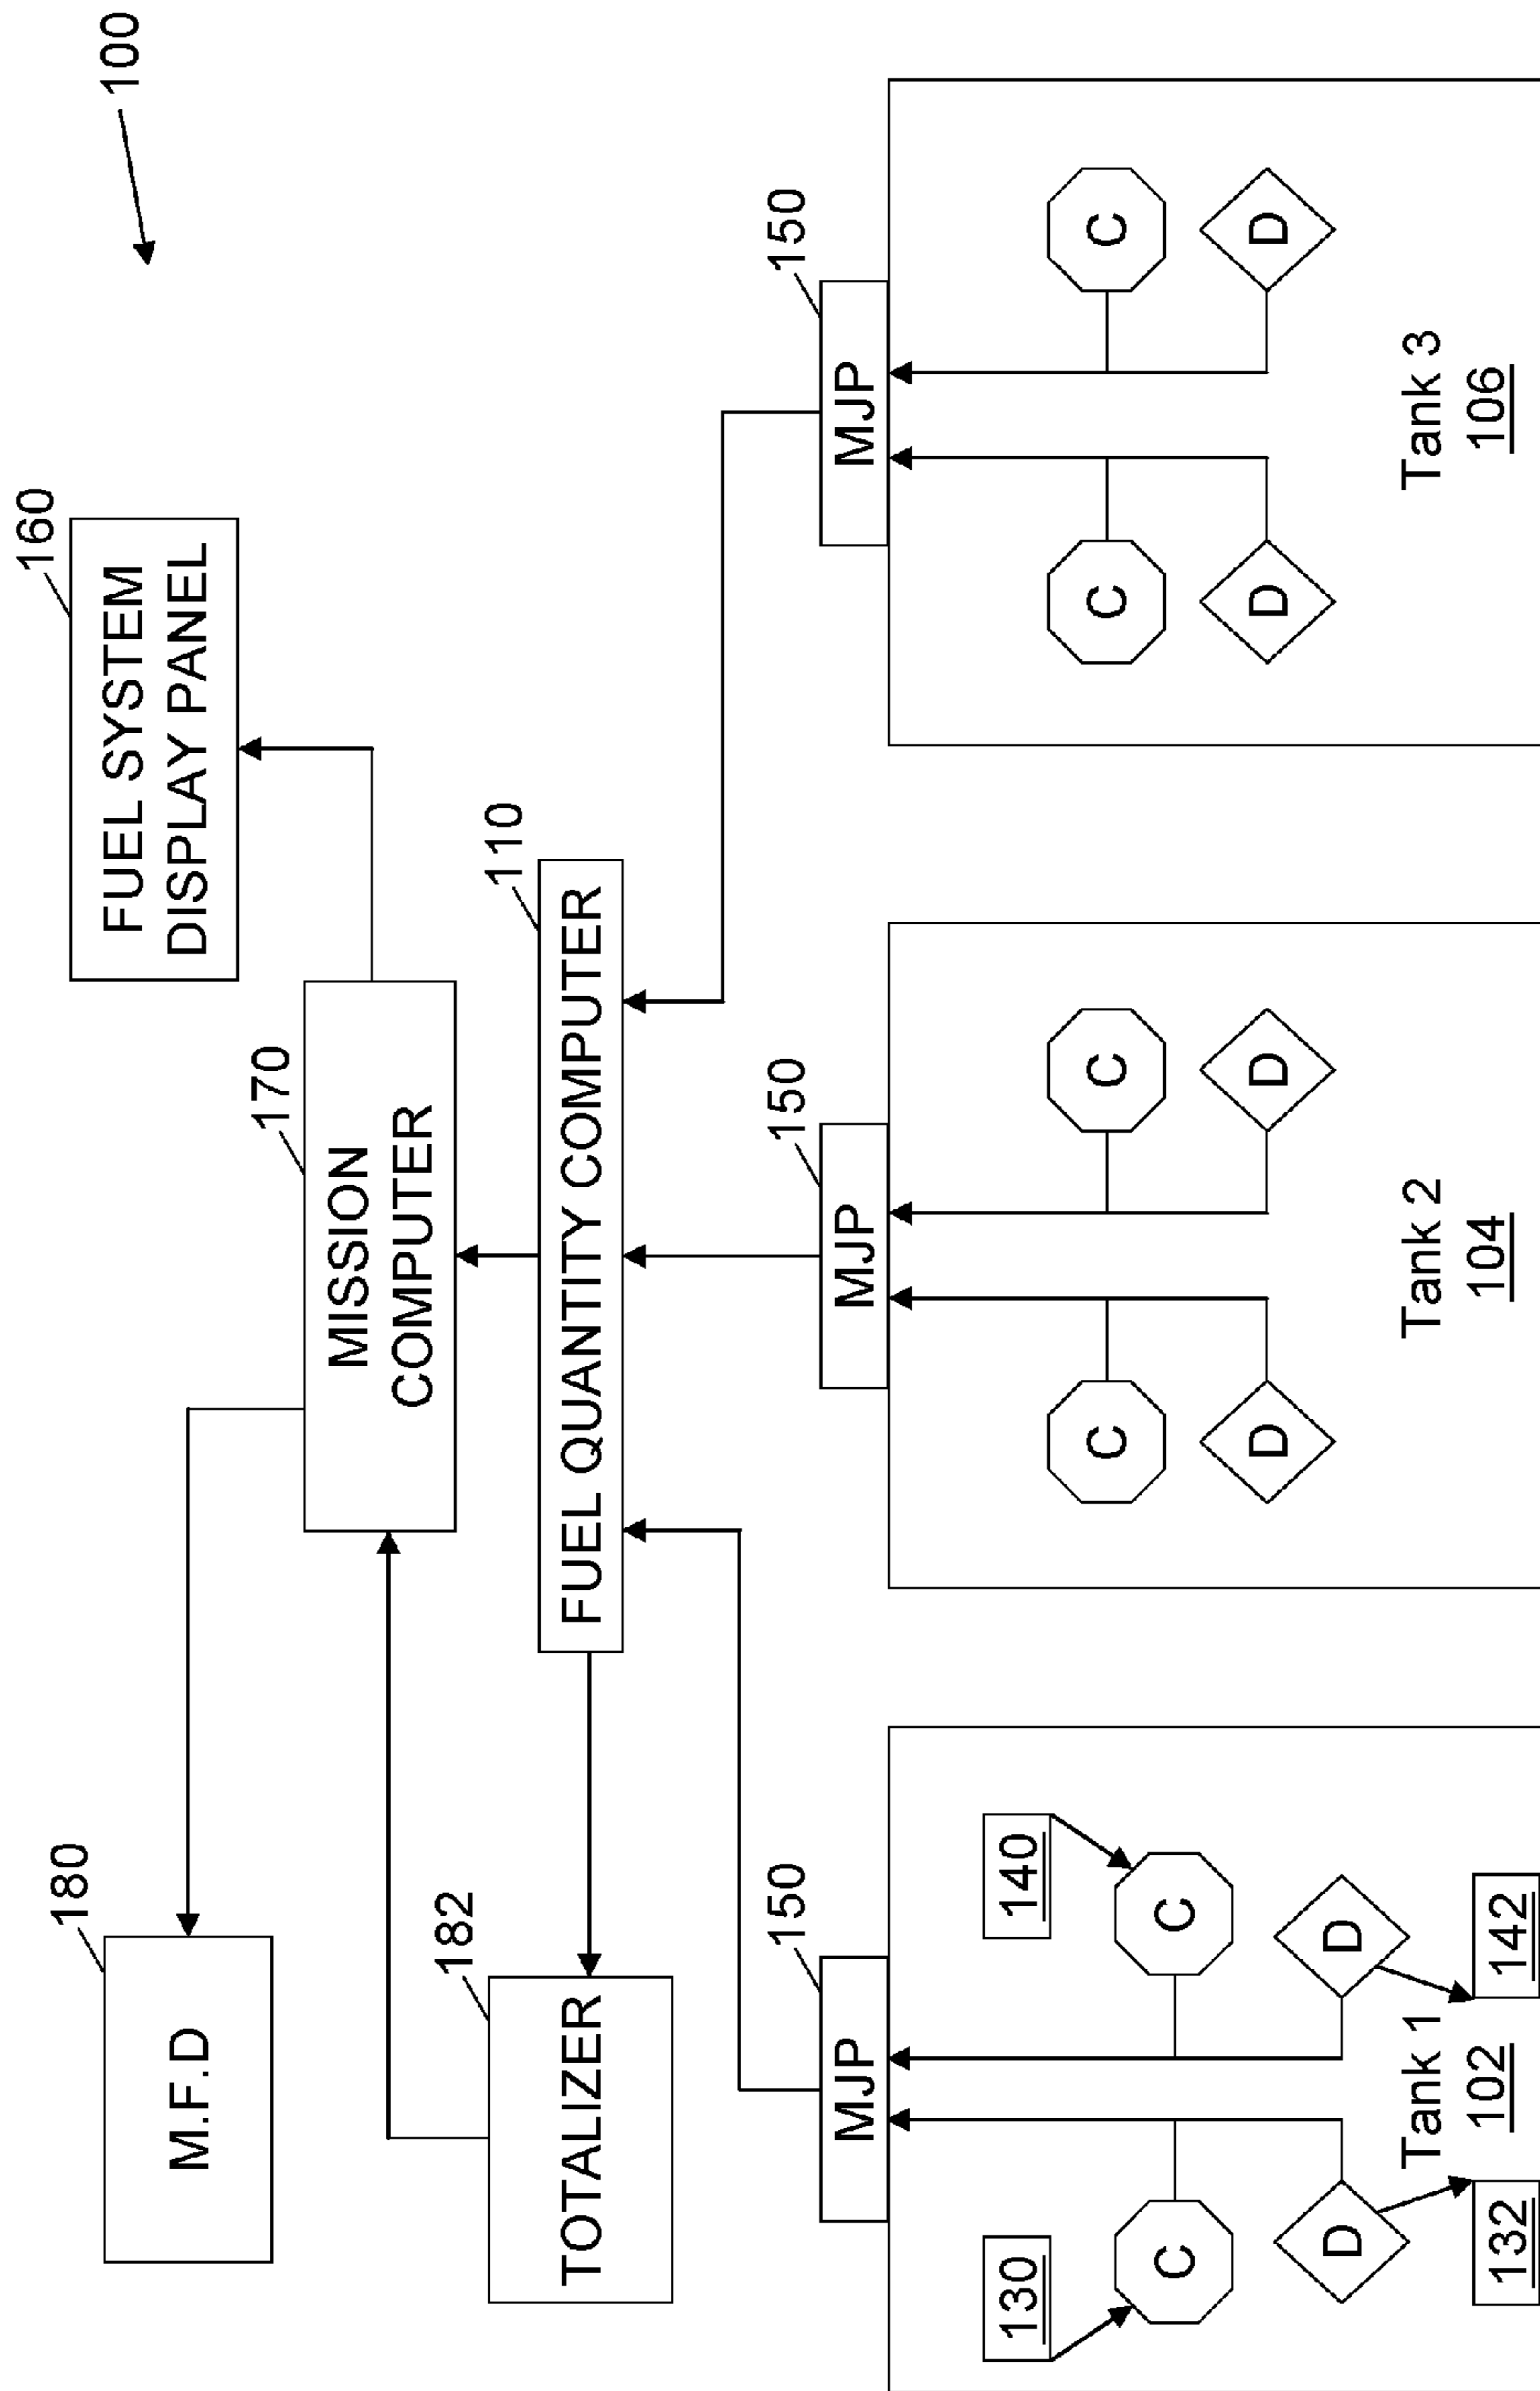 100
160
FUEL SYSTEM
DISPLAY PANEL
180
M.F.D
170
MISSION
COMPUTER
182
TOTALIZER
110
FUEL QUANTITY COMPUTER
150
MJP
150
MJP
150
MJP
130
C
140
C
D
D
132
142
Tank 1
102
C
C
D
D
Tank 2
104
C
C
D
D
Tank 3
106